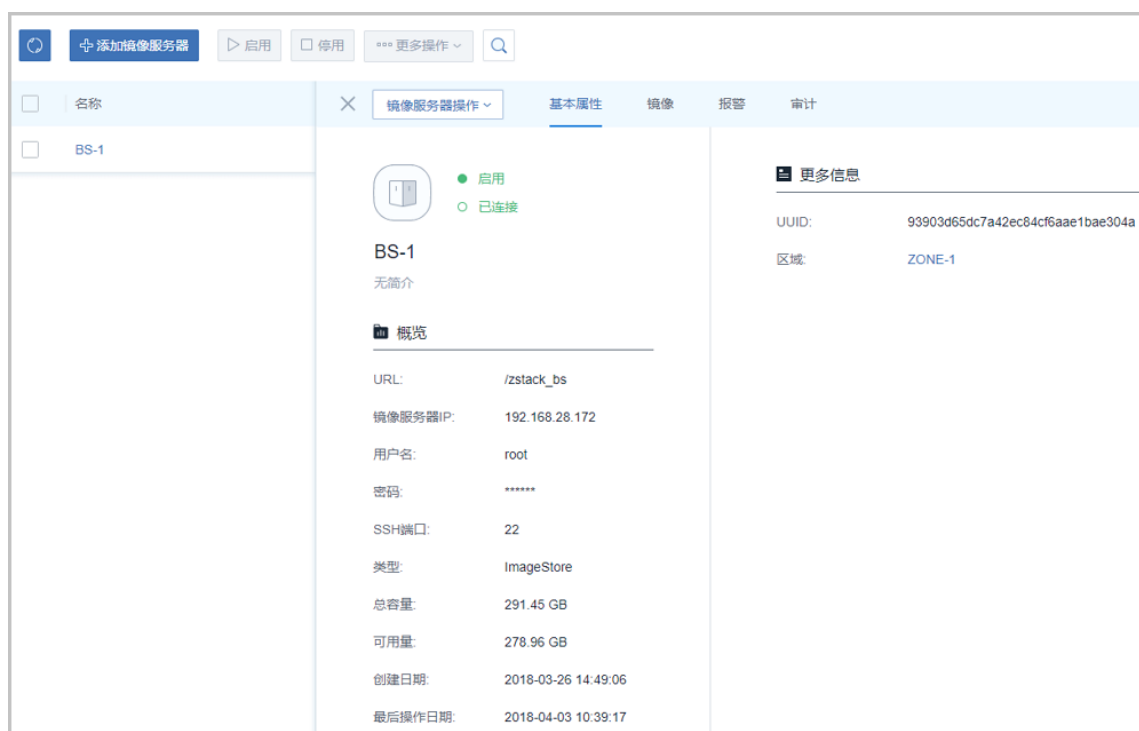 添加镜像服务器 启用 停用 更多操作
名称 镜像服务器操作 基本属性 镜像 报警 审计
BS-1
启用
已连接
BS-1
无简介
概览
URL: /zstack_bs
镜像服务器IP: 192.168.28.172
用户名: root
密码: ******
SSH端口: 22
类型: ImageStore
总容量: 291.45 GB
可用量: 278.96 GB
创建日期: 2018-03-26 14:49:06
最后操作日期: 2018-04-03 10:39:17
更多信息
UUID: 93903d65dc7a42ec84cf6aae1bae304a
区域: ZONE-1